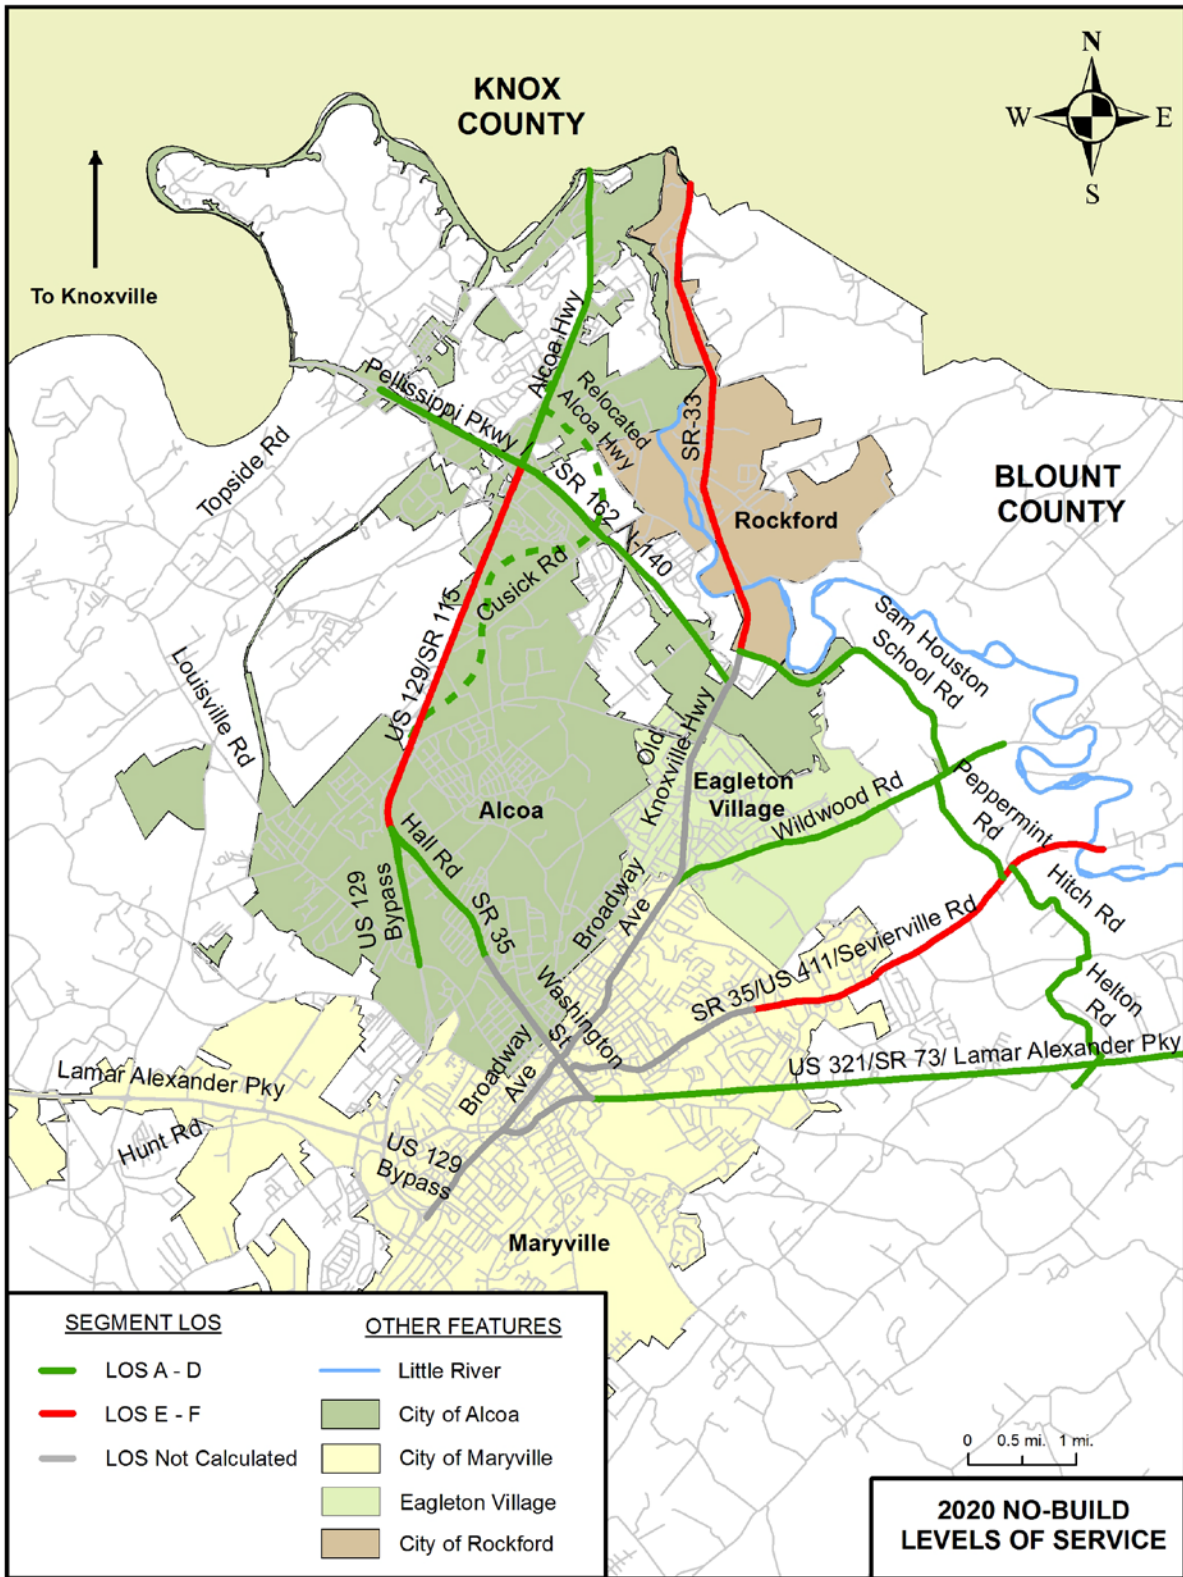 KNOX
COUNTY
N
W
E
S
To Knoxville
Alcoa Hwy
Pellissippi Pkwy /
Relocated
Alcoa Hwy
SR-33
Topside Rd
SR 162 /I-140
BLOUNT
COUNTY
Rockford
Cusick Rd
US 129/SR 115
Sam Houston
School Rd
Louisville Rd
Old
Knoxville Hwy
Eagleton
Village
Alcoa
Wildwood Rd
Peppermint
Rd
Hall Rd
SR 35
US 129
Bypass
Broadway
Ave
Hitch Rd
SR 35/US 411/Sevierville Rd
Helton
Rd
Washington
St
Broadway
Ave
US 321/SR 73/ Lamar Alexander Pky
Lamar Alexander Pky
Hunt Rd
US 129
Bypass
Maryville
SEGMENT LOS
LOS A - D
LOS E - F
LOS Not Calculated
OTHER FEATURES
Little River
City of Alcoa
City of Maryville
Eagleton Village
City of Rockford
0 0.5 mi. 1 mi.
2020 NO-BUILD
LEVELS OF SERVICE